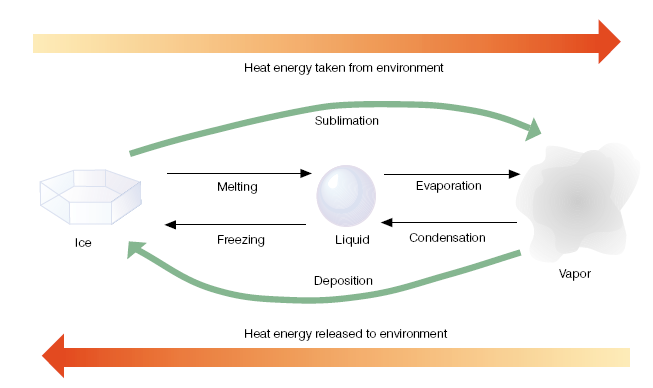 Heat energy taken from environment
Sublimation
Melting
Evaporation
Ice
Freezing
Liquid
Condensation
Vapor
Deposition
Heat energy released to environment